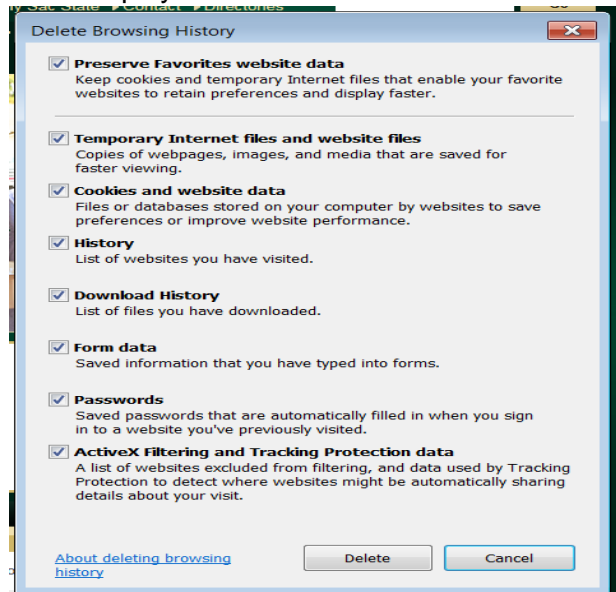 Sac State ▶Contact ▶Directories
Delete Browsing History
Preserve Favorites website data
Keep cookies and temporary Internet files that enable your favorite
websites to retain preferences and display faster.
Temporary Internet files and website files
Copies of webpages, images, and media that are saved for
faster viewing.
Cookies and website data
Files or databases stored on your computer by websites to save
preferences or improve website performance.
History
List of websites you have visited.
Download History
List of files you have downloaded.
Form data
Saved information that you have typed into forms.
Passwords
Saved passwords that are automatically filled in when you sign
in to a website you've previously visited.
ActiveX Filtering and Tracking Protection data
A list of websites excluded from filtering, and data used by Tracking
Protection to detect where websites might be automatically sharing
details about your visit.
About deleting browsing
history
Delete
Cancel